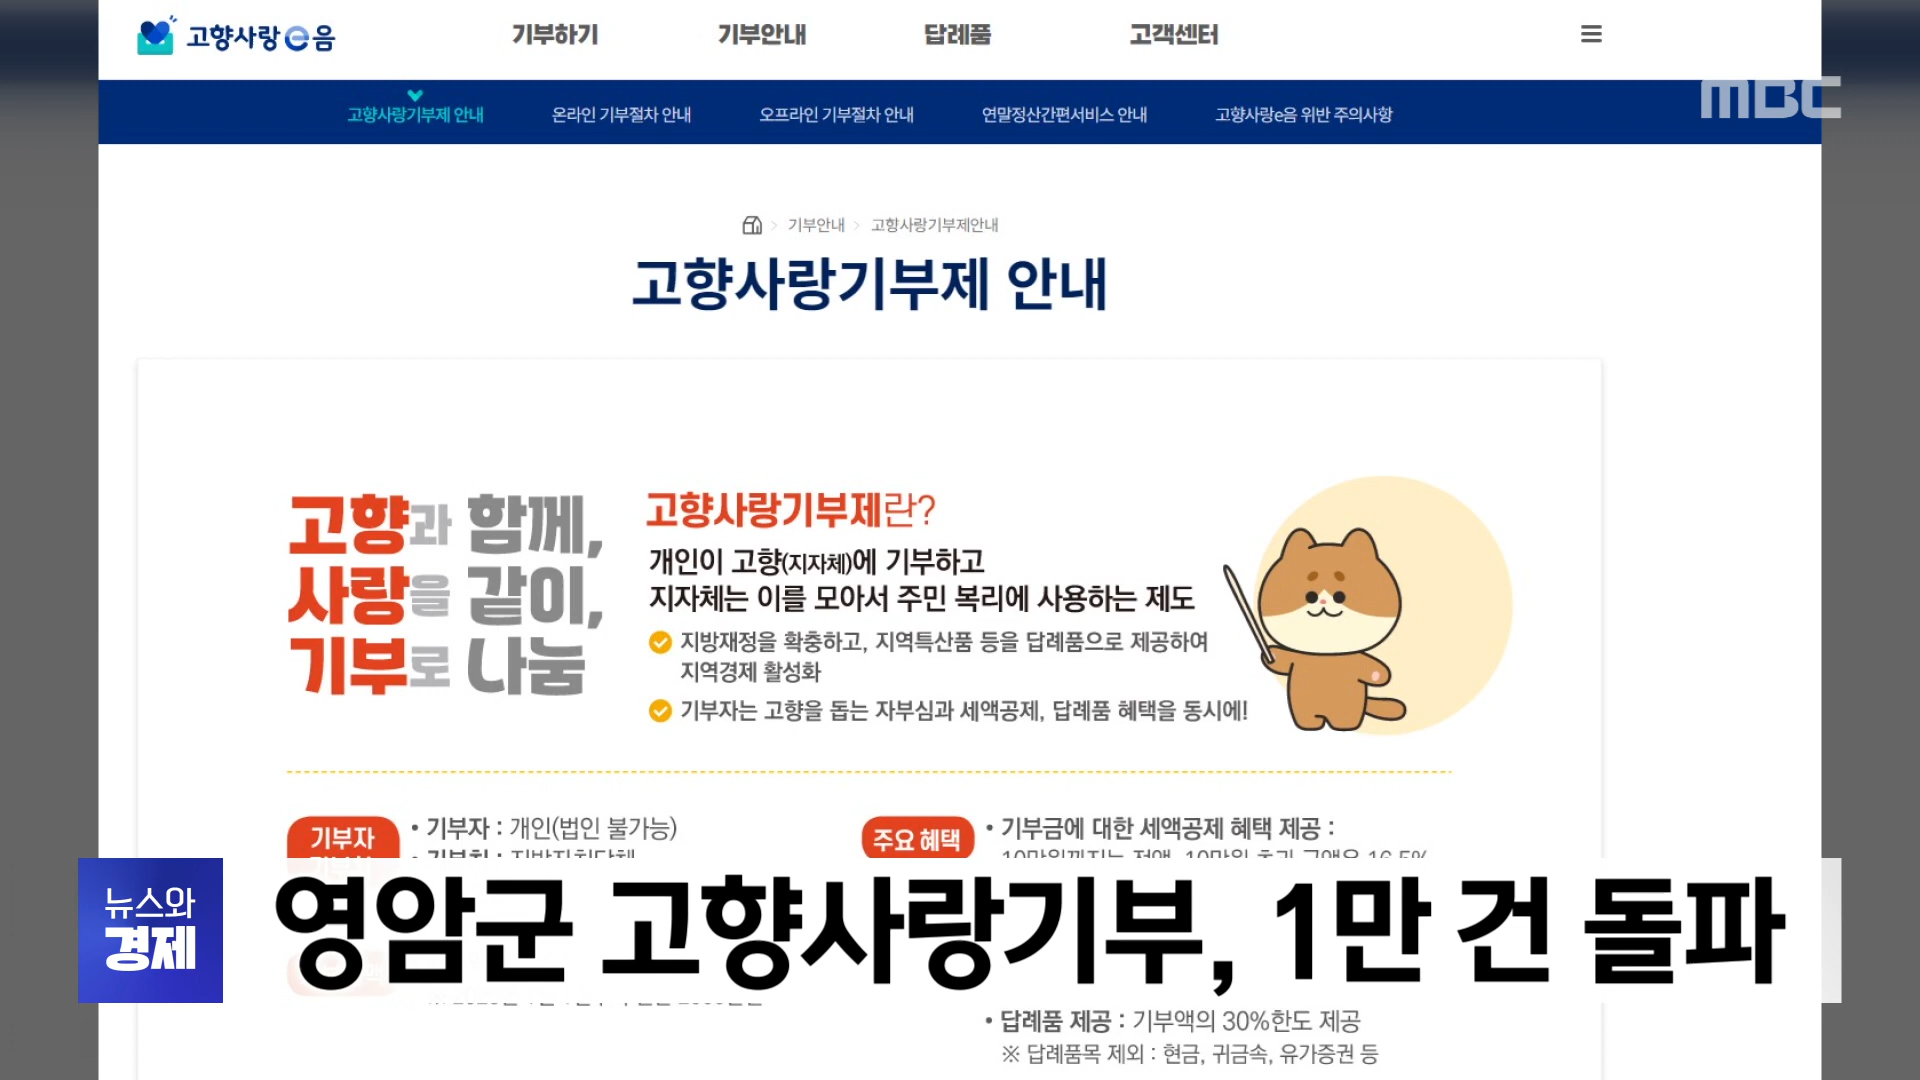 고향사랑e음
기부하기
기부안내
답례품
고객센터
고향사랑기부제 안내
온라인 기부절차 안내
오프라인 기부절차 안내
연말정산간편서비스 안내
고향사랑e음 위반 주의사항
MBC
기부안내
고향사랑기부제안내
고향사랑기부제 안내
고향과 함께,
사랑을 같이,
기부로 나눔
고향사랑기부제란?
개인이 고향(지자체)에 기부하고
지자체는 이를 모아서 주민 복리에 사용하는 제도
지방재정을 확충하고, 지역특산품 등을 답례품으로 제공하여
지역경제 활성화
기부자는 고향을 돕는 자부심과 세액공제, 답례품 혜택을 동시에!
기부자
• 기부자 : 개인(법인 불가능)
주요 혜택
• 기부금에 대한 세액공제 혜택 제공 :
뉴스와
경제
영암군 고향사랑기부, 1만 건 돌파
• 답례품 제공 : 기부액의 30%한도 제공
※ 답례품목 제외 : 현금, 귀금속, 유가증권 등